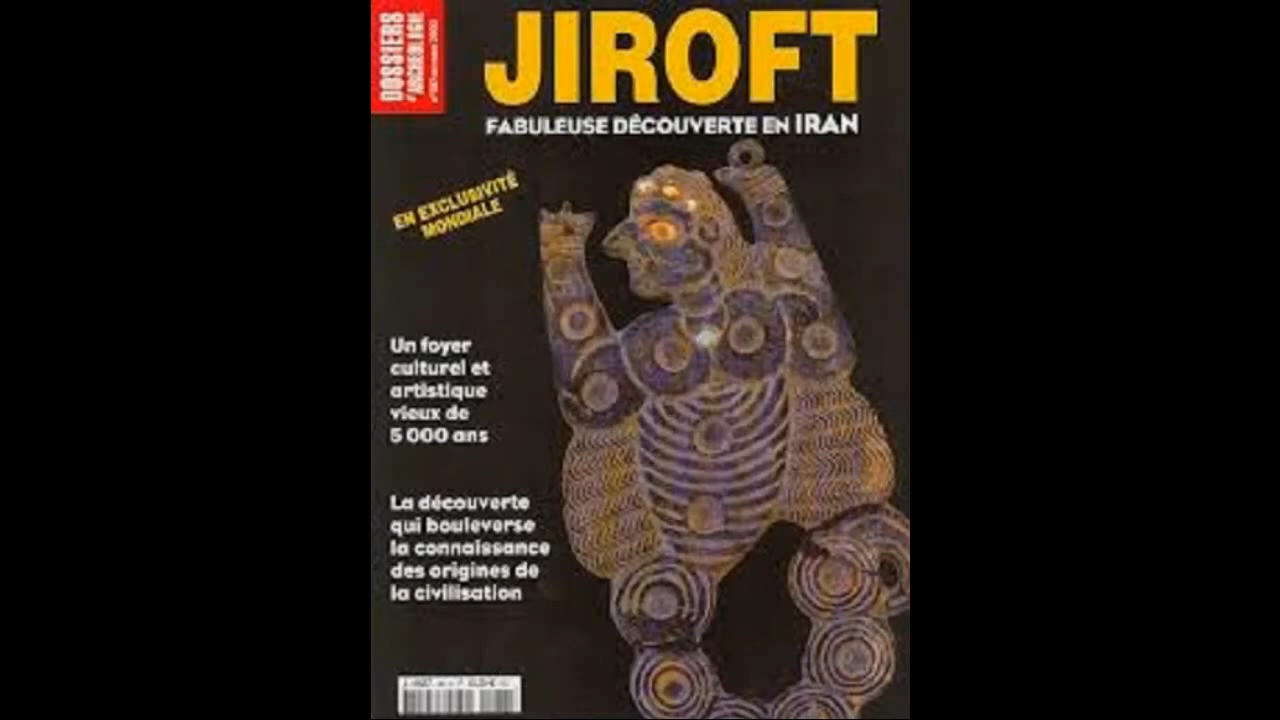 DOSSIERS
d'ARCHÉOLOGIE
JIROFT
FABULEUSE DÉCOUVERTE EN IRAN
EN EXCLUSIVITÉ
MONDIALE
Un foyer
culturel et
artistique
vieux de
5 000 ans
La découverte
qui bouleverse
la connaissance
des origines de
la civilisation